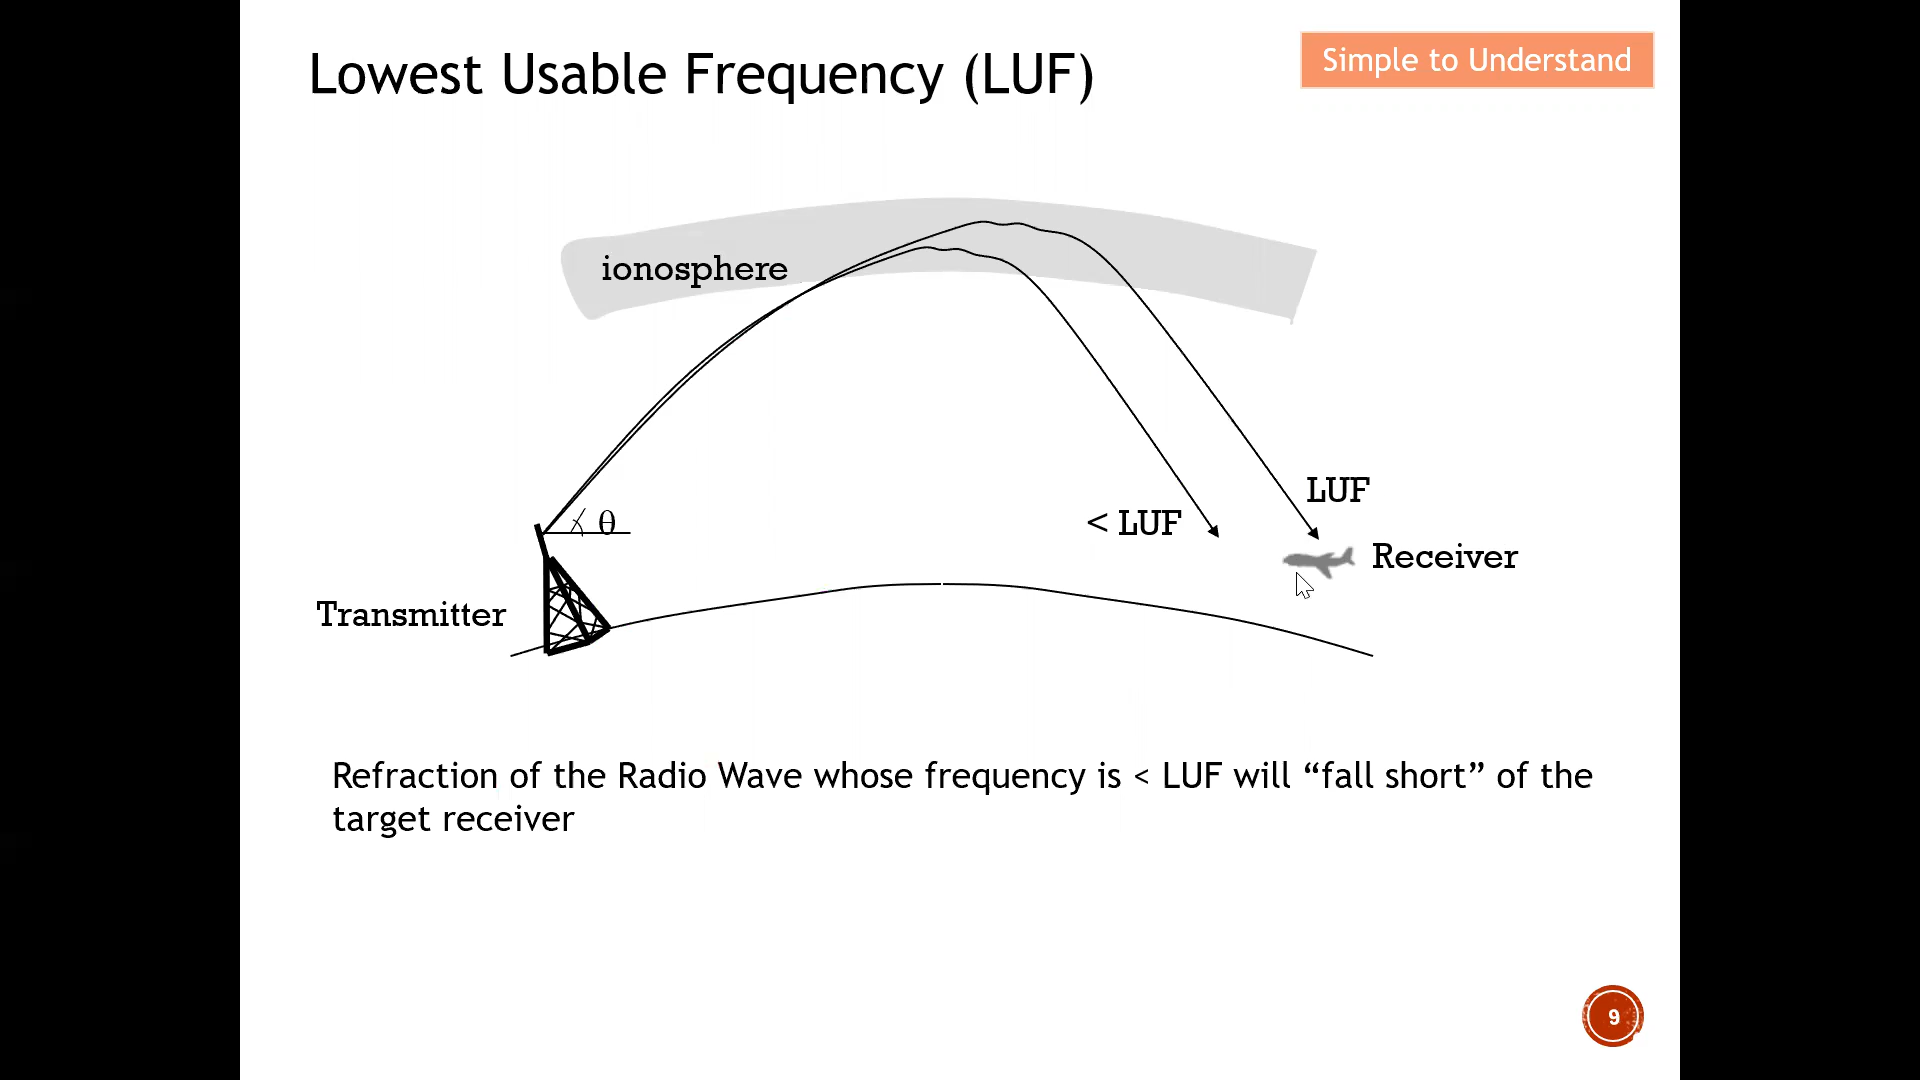 Lowest Usable Frequency (LUF)
Simple to Understand
ionosphere
LUF
< LUF
θ
Receiver
Transmitter
Refraction of the Radio Wave whose frequency is < LUF will “fall short” of the
target receiver
9